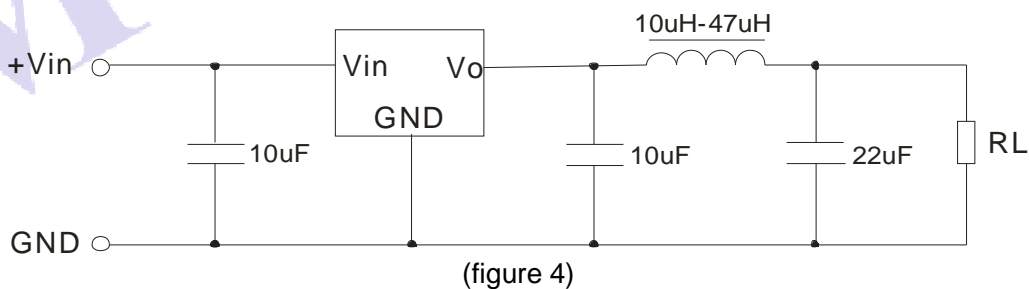 10uH-47uH
+Vin
Vin
Vo
GND
10uF
10uF
22uF
RL
GND
(figure 4)